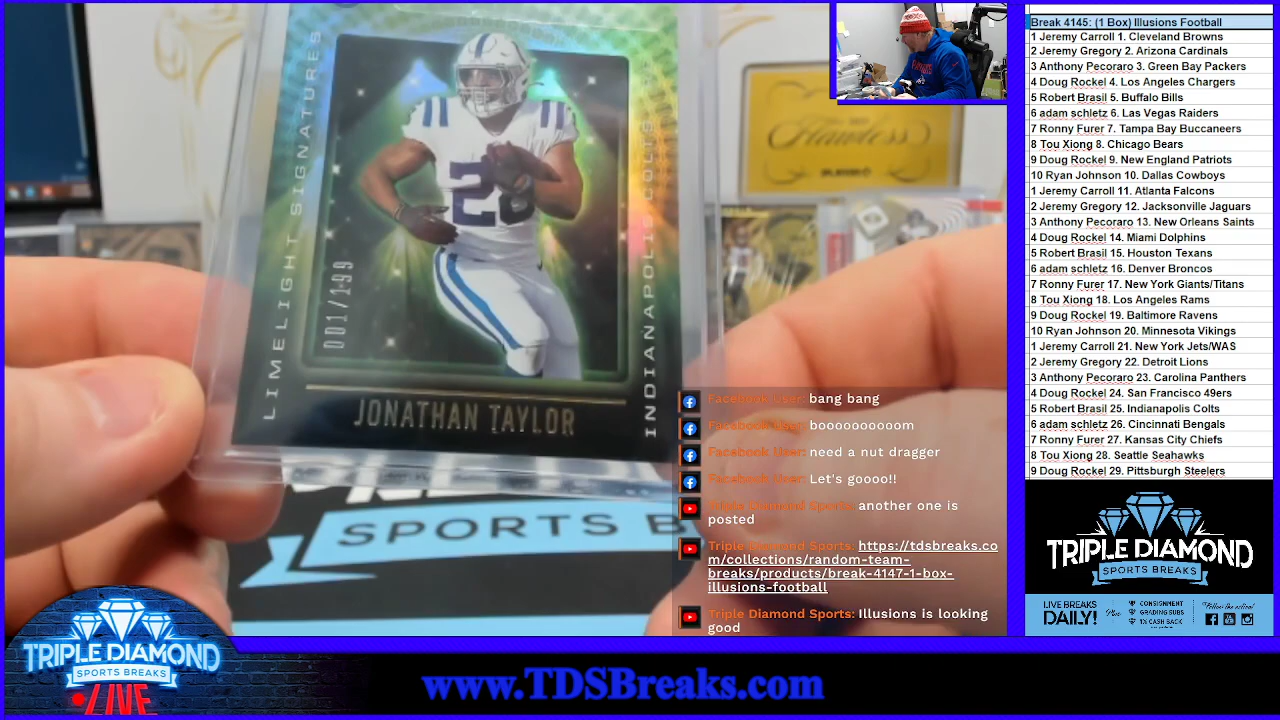 LIMELIGHT SIGNATURES
001/199
28
INDIANAPOLIS COLTS
JONATHAN TAYLOR
Flawless
SPORTS B
Facebook User: bang bang
Facebook User: booooooooom
Facebook User: need a nut dragger
Facebook User: Let's goooo!!
Triple Diamond Sports: another one is
posted
Triple Diamond Sports: https://tdsbreaks.co
m/collections/random-team-
breaks/products/break-4147-1-box-
illusions-football
Triple Diamond Sports: Illusions is looking
good
TRIPLE DIAMOND
SPORTS BREAKS
LIVE
www.TDSBreaks.com
Break 4145: (1 Box) Illusions Football
1 Jeremy Carroll 1. Cleveland Browns
2 Jeremy Gregory 2. Arizona Cardinals
3 Anthony Pecoraro 3. Green Bay Packers
4 Doug Rockel 4. Los Angeles Chargers
5 Robert Brasil 5. Buffalo Bills
6 adam schletz 6. Las Vegas Raiders
7 Ronny Furer 7. Tampa Bay Buccaneers
8 Tou Xiong 8. Chicago Bears
9 Doug Rockel 9. New England Patriots
10 Ryan Johnson 10. Dallas Cowboys
1 Jeremy Carroll 11. Atlanta Falcons
2 Jeremy Gregory 12. Jacksonville Jaguars
3 Anthony Pecoraro 13. New Orleans Saints
4 Doug Rockel 14. Miami Dolphins
5 Robert Brasil 15. Houston Texans
6 adam schletz 16. Denver Broncos
7 Ronny Furer 17. New York Giants/Titans
8 Tou Xiong 18. Los Angeles Rams
9 Doug Rockel 19. Baltimore Ravens
10 Ryan Johnson 20. Minnesota Vikings
1 Jeremy Carroll 21. New York Jets/WAS
2 Jeremy Gregory 22. Detroit Lions
3 Anthony Pecoraro 23. Carolina Panthers
4 Doug Rockel 24. San Francisco 49ers
5 Robert Brasil 25. Indianapolis Colts
6 adam schletz 26. Cincinnati Bengals
7 Ronny Furer 27. Kansas City Chiefs
8 Tou Xiong 28. Seattle Seahawks
9 Doug Rockel 29. Pittsburgh Steelers
TRIPLE DIAMOND
SPORTS BREAKS
LIVE BREAKS
DAILY!
Plus
CONSIGNMENT
GRADING SUBS
1% CASH BACK
Follow the action!